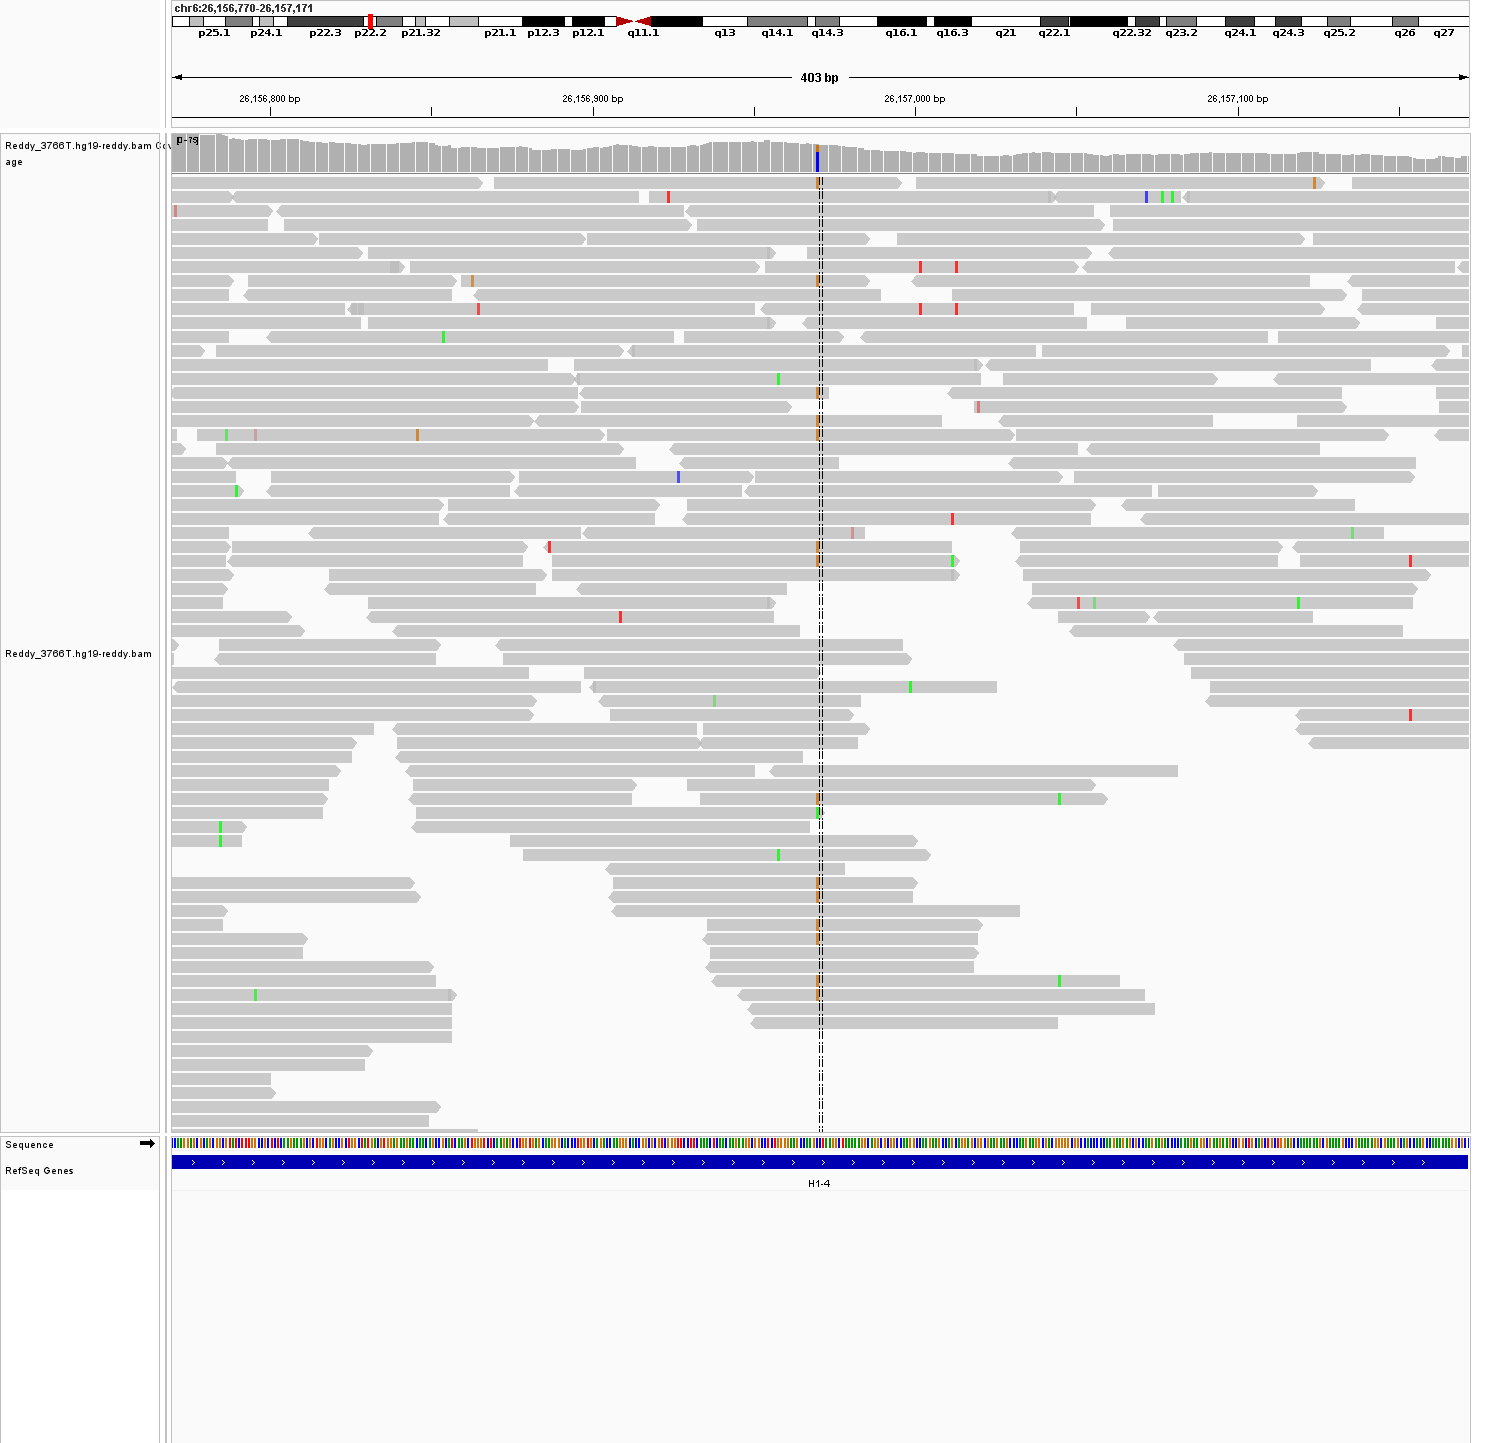 chr6:26,156,770-26,157,171
p25.1 p24.1 p22.3 p22.2 p21.32 p21.1 p12.3 p12.1 q11.1 q13 q14.1 q14.3 q16.1 q16.3 q21 q22.1 q22.32 q23.2 q24.1 q24.3 q25.2 q26 q27
403 bp
26,156,800 bp 26,156,900 bp 26,157,000 bp 26,157,100 bp
Reddy_3766T.hg19-reddy.bam Cov
age
Reddy_3766T.hg19-reddy.bam
Sequence
RefSeq Genes
H1-4